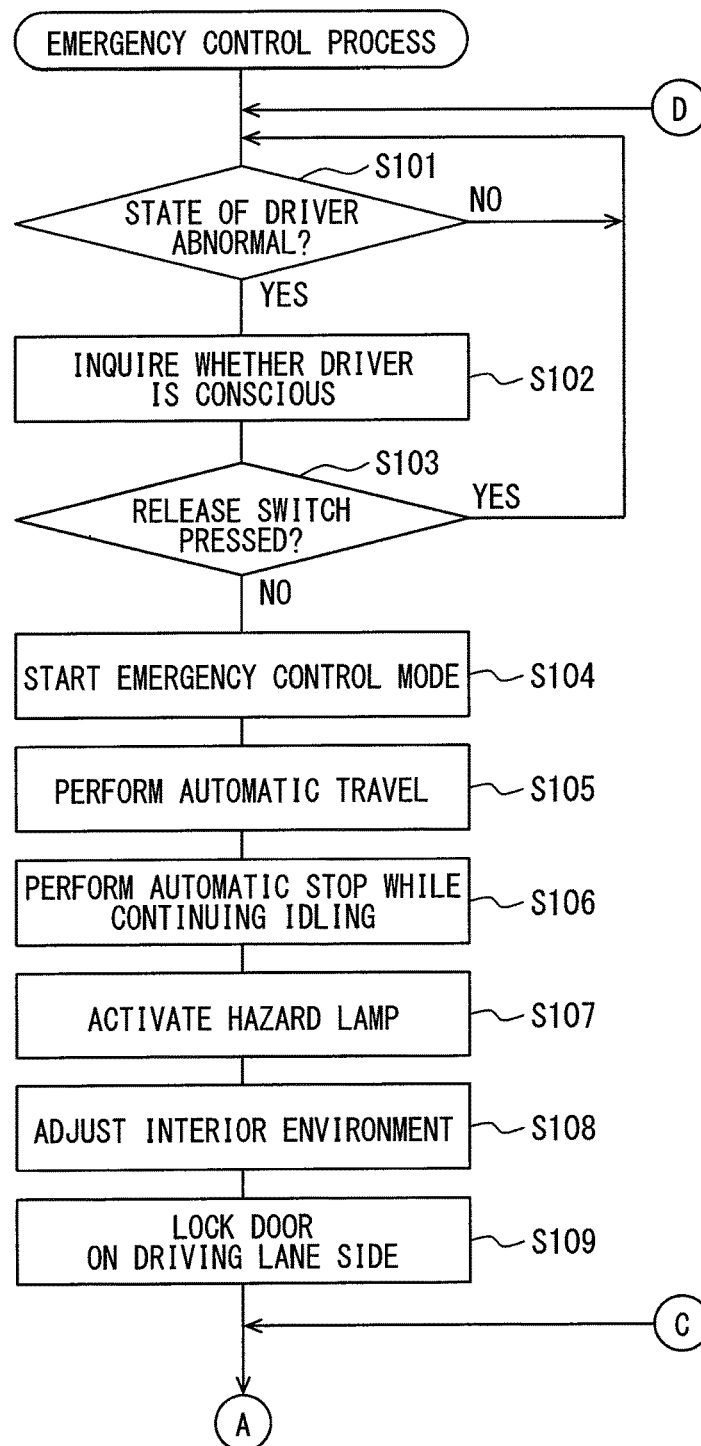 EMERGENCY CONTROL PROCESS
D
S101
STATE OF DRIVER
ABNORMAL?
NO
YES
INQUIRE WHETHER DRIVER
IS CONSCIOUS
S102
S103
RELEASE SWITCH
PRESSED?
YES
NO
START EMERGENCY CONTROL MODE
S104
PERFORM AUTOMATIC TRAVEL
S105
PERFORM AUTOMATIC STOP WHILE
CONTINUING IDLING
S106
ACTIVATE HAZARD LAMP
S107
ADJUST INTERIOR ENVIRONMENT
S108
LOCK DOOR
ON DRIVING LANE SIDE
S109
C
A